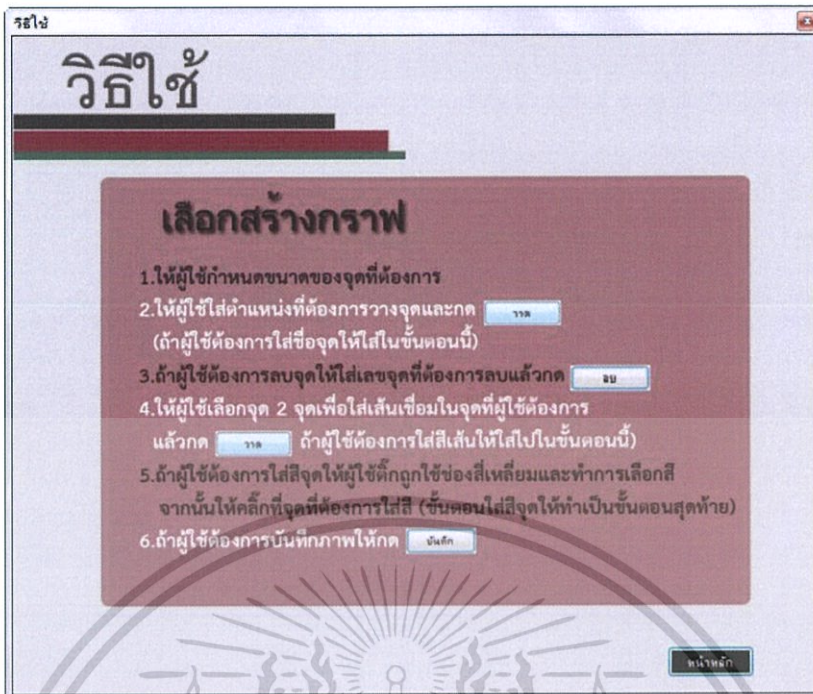 วิธีใช้
วิธีใช้
เลือกสร้างกราฟ
1.ให้ผู้ใช้กำหนดขนาดของจุดที่ต้องการ
2.ให้ผู้ใช้ใส่ตำแหน่งที่ต้องการวางจุดและกด วาด
(ถ้าผู้ใช้ต้องการใส่ชื่อจุดให้ใส่ในขั้นตอนนี้)
3.ถ้าผู้ใช้ต้องการลบจุดให้ใส่เลขจุดที่ต้องการลบแล้วกด ลบ
4.ให้ผู้ใช้เลือกจุด 2 จุดเพื่อใส่เส้นเชื่อมในจุดที่ผู้ใช้ต้องการ
แล้วกด วาด ถ้าผู้ใช้ต้องการใส่สีเส้นให้ใส่ไปในขั้นตอนนี้)
5.ถ้าผู้ใช้ต้องการใส่สีจุดให้ผู้ใช้ติ๊กถูกใช้ช่องสี่เหลี่ยมและทำการเลือกสี
จากนั้นให้คลิ๊กที่จุดที่ต้องการใส่สี (ขั้นตอนใส่สีจุดให้ทำเป็นขั้นตอนสุดท้าย)
6.ถ้าผู้ใช้ต้องการบันทึกภาพให้กด บันทึก
หน้าหลัก